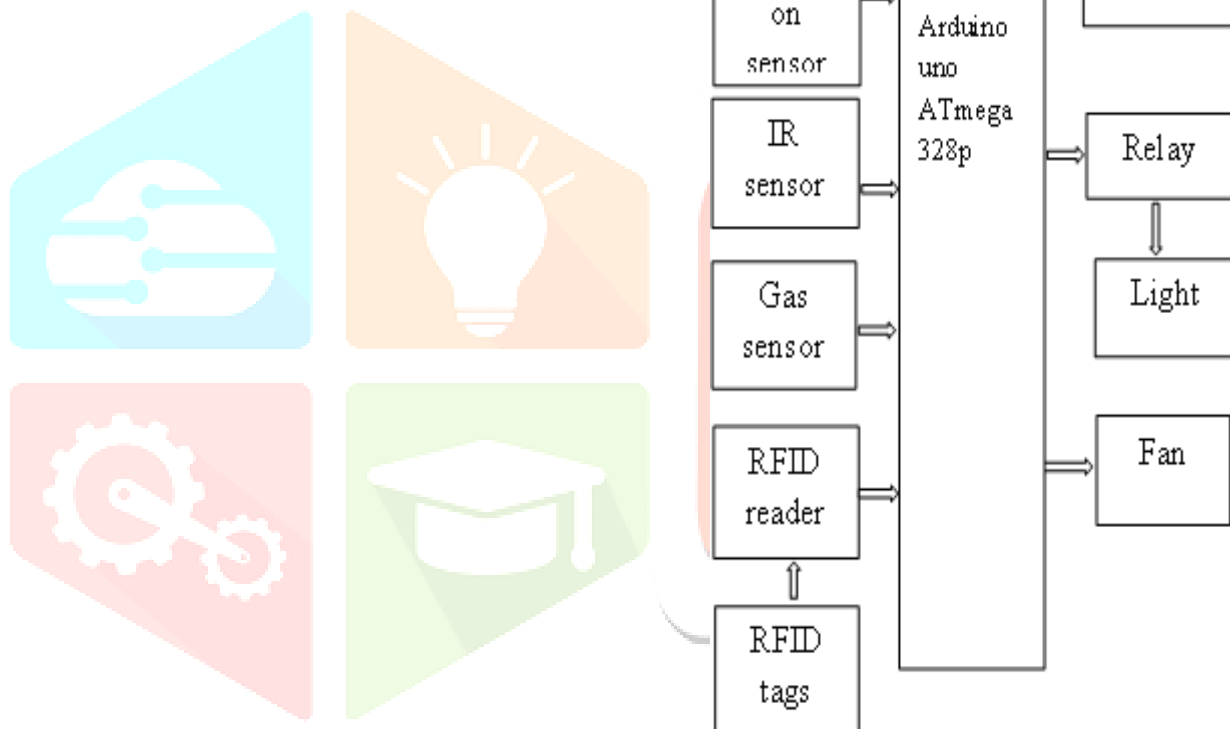 on
sensor
IR
sensor
Gas
sensor
RFID
reader
RFID
tags
Arduino
uno
ATmega
328p
Relay
Light
Fan